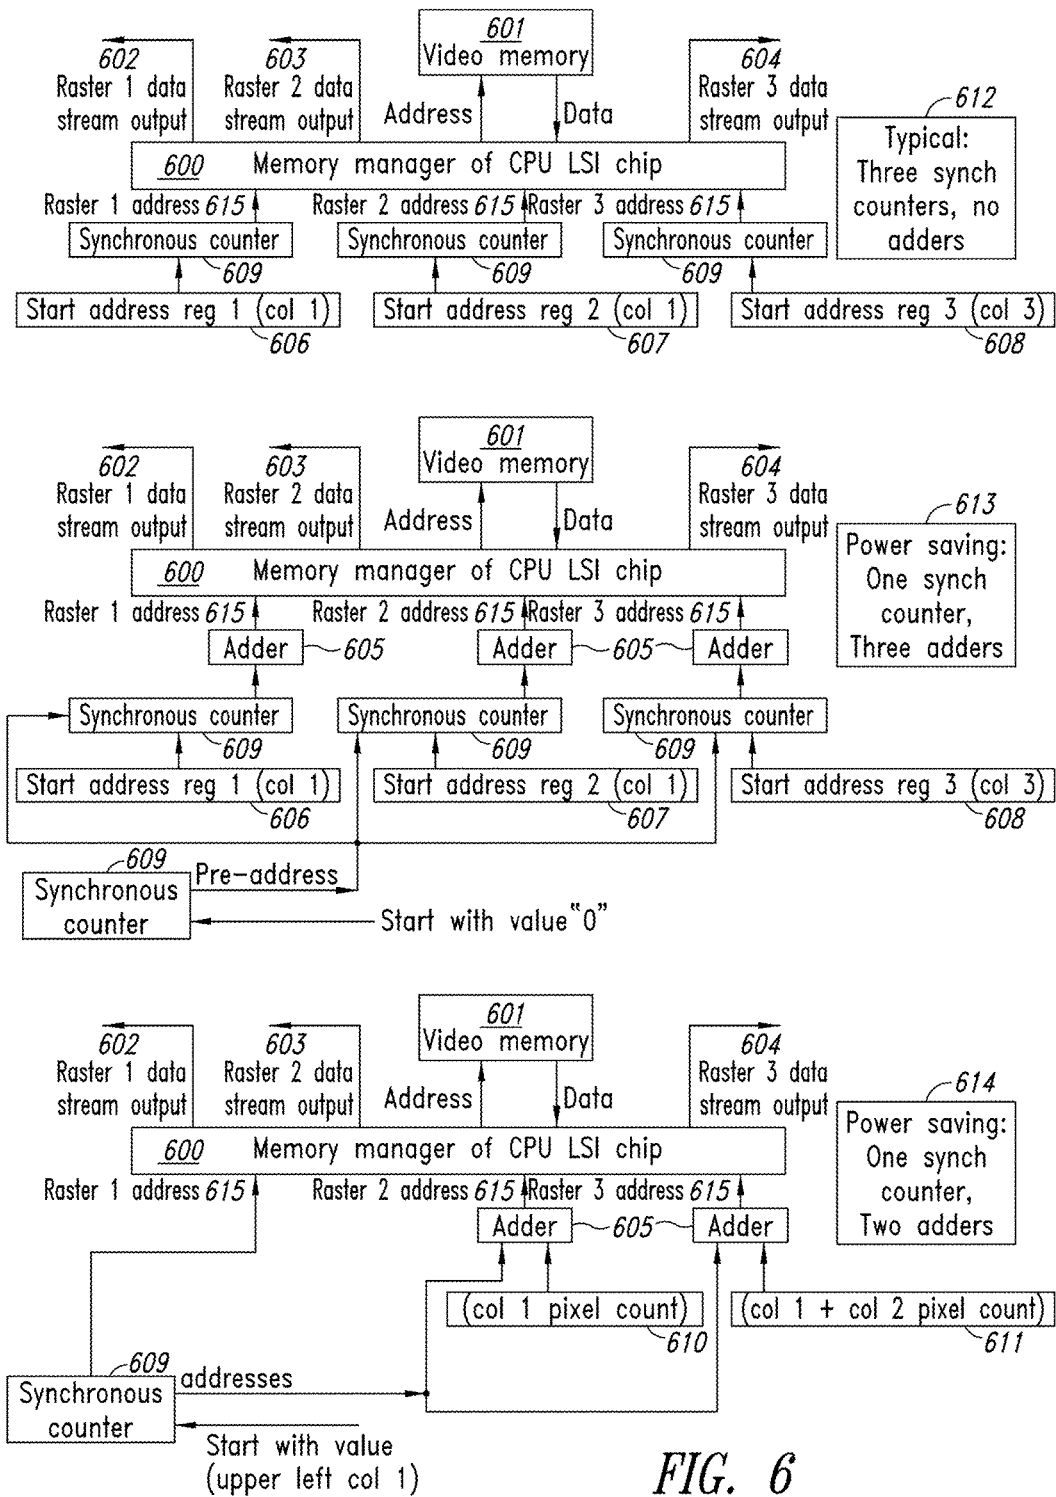 601
Video memory
602
Raster 1 data
stream output
603
Raster 2 data
stream output
Address
Data
604
Raster 3 data
stream output
600 Memory manager of CPU LSI chip
612
Typical:
Three synch
counters, no
adders
Raster 1 address 615
Raster 2 address 615
Raster 3 address 615
Synchronous counter
609
Synchronous counter
609
Synchronous counter
609
Start address reg 1 (col 1)
606
Start address reg 2 (col 1)
607
Start address reg 3 (col 3)
608
601
Video memory
602
Raster 1 data
stream output
603
Raster 2 data
stream output
Address
Data
604
Raster 3 data
stream output
600 Memory manager of CPU LSI chip
613
Power saving:
One synch
counter,
Three adders
Raster 1 address 615
Raster 2 address 615
Raster 3 address 615
Adder
605
Adder
605
Adder
Synchronous counter
609
Synchronous counter
609
Synchronous counter
609
Start address reg 1 (col 1)
606
Start address reg 2 (col 1)
607
Start address reg 3 (col 3)
608
609
Synchronous
counter
Pre-address
Start with value "0"
601
Video memory
602
Raster 1 data
stream output
603
Raster 2 data
stream output
Address
Data
604
Raster 3 data
stream output
600 Memory manager of CPU LSI chip
614
Power saving:
One synch
counter,
Two adders
Raster 1 address 615
Raster 2 address 615
Raster 3 address 615
Adder
605
Adder
(col 1 pixel count)
610
(col 1 + col 2 pixel count)
611
609
Synchronous
counter
addresses
Start with value
(upper left col 1)
FIG. 6